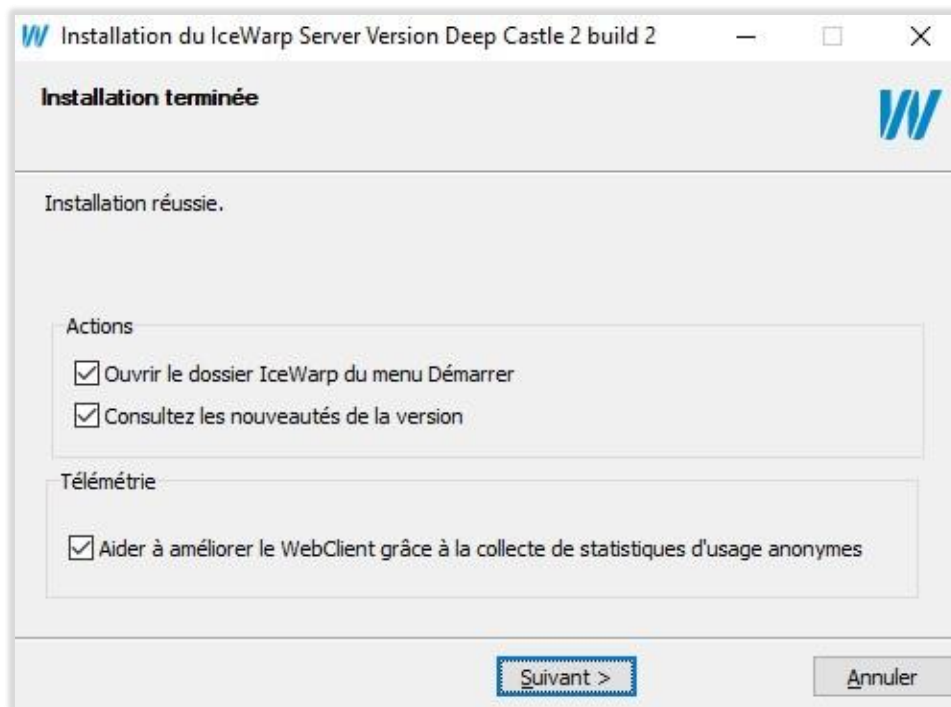 Installation du IceWarp Server Version Deep Castle 2 build 2
Installation terminée
Installation réussie.
Actions
Ouvrir le dossier IceWarp du menu Démarrer
Consultez les nouveautés de la version
Télémétrie
Aider à améliorer le WebClient grâce à la collecte de statistiques d'usage anonymes
Suivant >
Annuler